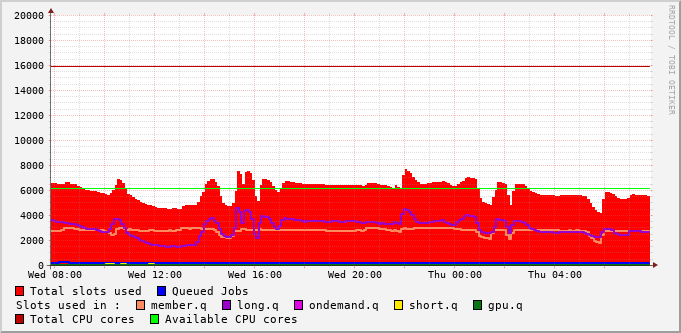 20000
18000
16000
14000
12000
10000
8000
6000
4000
2000
0
Wed 08:00 Wed 12:00 Wed 16:00 Wed 20:00 Thu 00:00 Thu 04:00
Total slots used Queued Jobs
Slots used in : member.q long.q ondemand.q short.q gpu.q
Total CPU cores Available CPU cores
RRDTOOL / TOBI OETIKER